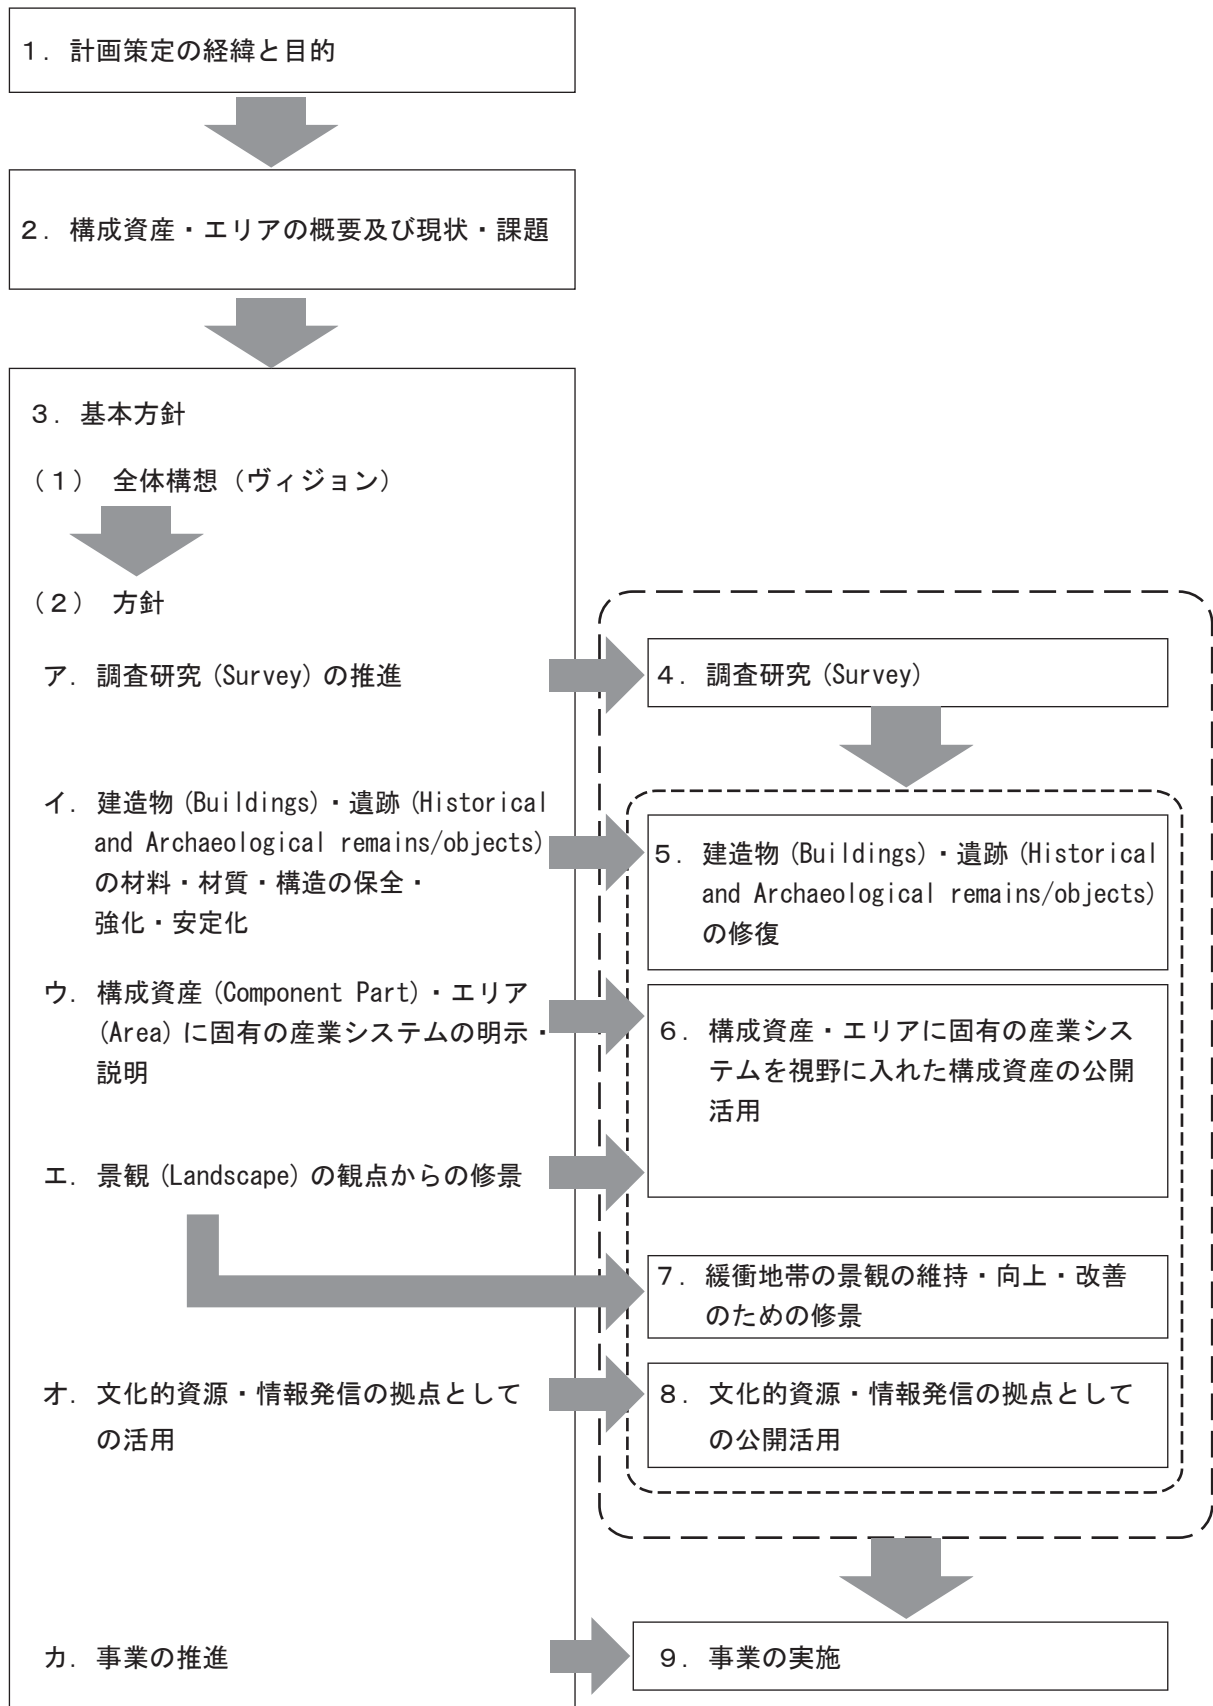 １．計画策定の経緯と目的
２．構成資産・エリアの概要及び現状・課題
３．基本方針
（１） 全体構想（ヴィジョン）
（２） 方針
ア．調査研究 (Survey) の推進
イ．建造物 (Buildings)・遺跡 (Historical
and Archaeological remains/objects)
の材料・材質・構造の保全・
強化・安定化
ウ．構成資産 (Component Part)・エリア
(Area) に固有の産業システムの明示・
説明
エ．景観 (Landscape) の観点からの修景
オ．文化的資源・情報発信の拠点として
の活用
カ．事業の推進
４．調査研究 (Survey)
５．建造物 (Buildings)・遺跡 (Historical
and Archaeological remains/objects)
の修復
６．構成資産・エリアに固有の産業シス
テムを視野に入れた構成資産の公開
活用
７．緩衝地帯の景観の維持・向上・改善
のための修景
８．文化的資源・情報発信の拠点として
の公開活用
９．事業の実施